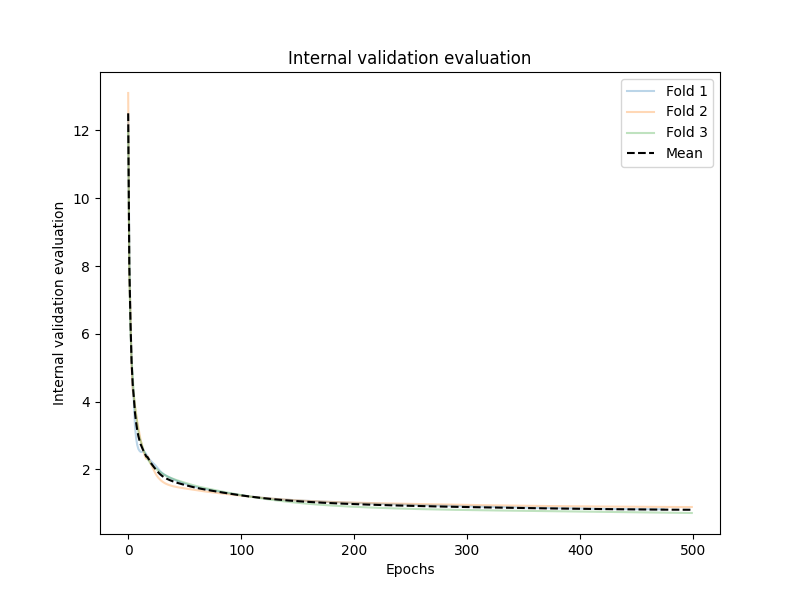 Internal validation evaluation
Fold 1
Fold 2
Fold 3
Mean
Internal validation evaluation
12
10
8
6
4
2
0 100 200 300 400 500
Epochs